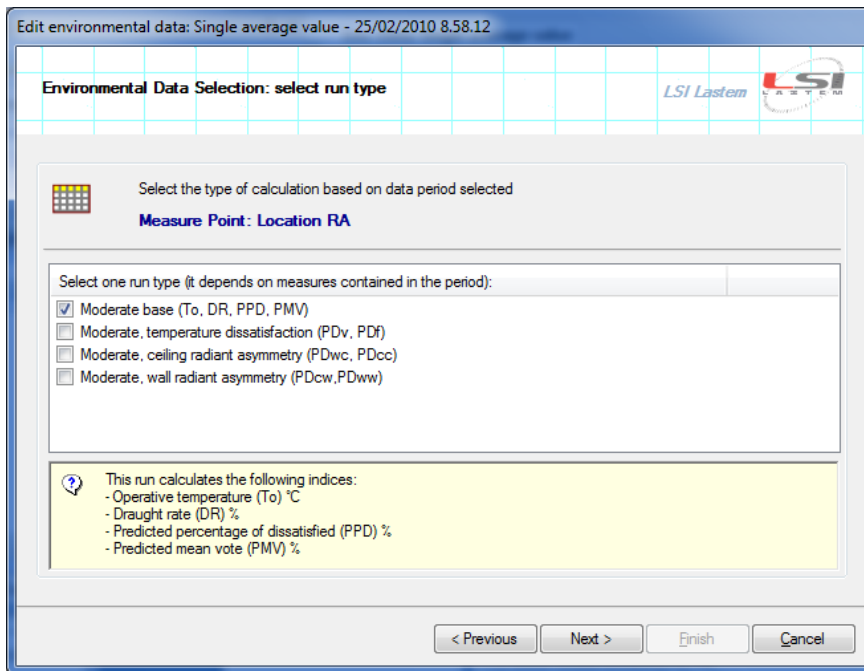 Edit environmental data: Single average value - 25/02/2010 8.58.12
Environmental Data Selection: select run type
LSI Lastem
LSI
LASTEM
Select the type of calculation based on data period selected
Measure Point: Location RA
Select one run type (it depends on measures contained in the period):
Moderate base (To, DR, PPD, PMV)
Moderate, temperature dissatisfaction (PDv, PDf)
Moderate, ceiling radiant asymmetry (PDwc, PDcc)
Moderate, wall radiant asymmetry (PDcw,PDww)
This run calculates the following indices:
- Operative temperature (To) °C
- Draught rate (DR) %
- Predicted percentage of dissatisfied (PPD) %
- Predicted mean vote (PMV) %
< Previous
Next >
Finish
Cancel